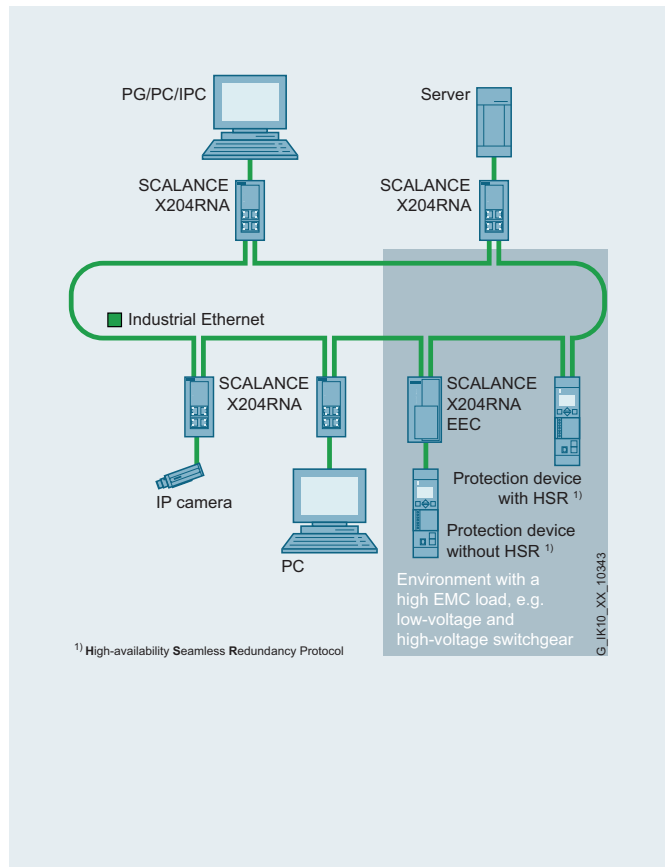 PG/PC/IPC
Server
SCALANCE
X204RNA
SCALANCE
X204RNA
Industrial Ethernet
SCALANCE
X204RNA
SCALANCE
X204RNA
EEC
IP camera
PC
Protection device
with HSR 1)
Protection device
without HSR 1)
Environment with a
high EMC load, e.g.
low-voltage and
high-voltage switchgear
G_IK10_XX_10343
1) High-availability Seamless Redundancy Protocol